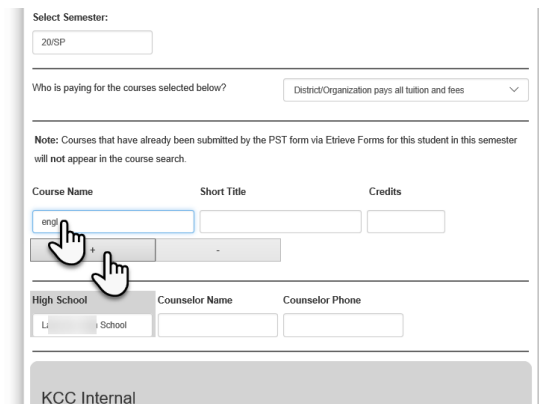 Select Semester:
20/SP
Who is paying for the courses selected below?
District/Organization pays all tuition and fees
Note: Courses that have already been submitted by the PST form via Etrieve Forms for this student in this semester
will not appear in the course search.
Course Name Short Title Credits
engl
+ -
High School Counselor Name Counselor Phone
School
KCC Internal